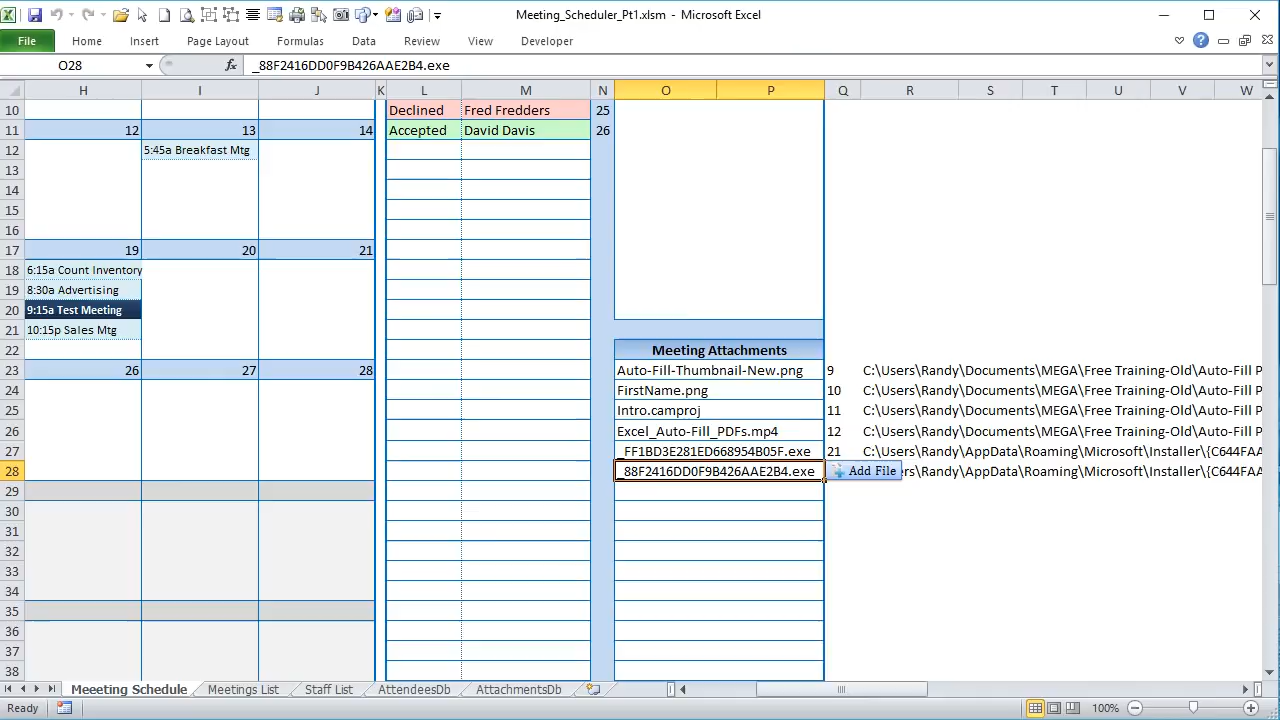 Meeting_Scheduler_Pt1.xlsm - Microsoft Excel
File Home Insert Page Layout Formulas Data Review View Developer
O28 fx _88F2416DD0F9B426AAE2B4.exe
H I J K L M N O P Q R S T U V W
10 Declined Fred Fredders 25
11 12 13 14 Accepted David Davis 26
12 5:45a Breakfast Mtg
13
14
15
16
17 19 20 21
18 6:15a Count Inventory
19 8:30a Advertising
20 9:15a Test Meeting
21 10:15p Sales Mtg
22 Meeting Attachments
23 26 27 28 Auto-Fill-Thumbnail-New.png 9 C:\Users\Randy\Documents\MEGA\Free Training-Old\Auto-Fill P
24 FirstName.png 10 C:\Users\Randy\Documents\MEGA\Free Training-Old\Auto-Fill P
25 Intro.camproj 11 C:\Users\Randy\Documents\MEGA\Free Training-Old\Auto-Fill P
26 Excel_Auto-Fill_PDFs.mp4 12 C:\Users\Randy\Documents\MEGA\Free Training-Old\Auto-Fill P
27 _FF1BD3E281ED668954B05F.exe 21 C:\Users\Randy\AppData\Roaming\Microsoft\Installer\{C644FAA
28 _88F2416DD0F9B426AAE2B4.exe Add File rs\Randy\AppData\Roaming\Microsoft\Installer\{C644FAA
29
30
31
32
33
34
35
36
37
38
Meeeting Schedule Meetings List Staff List AttendeesDb AttachmentsDb
Ready 100%